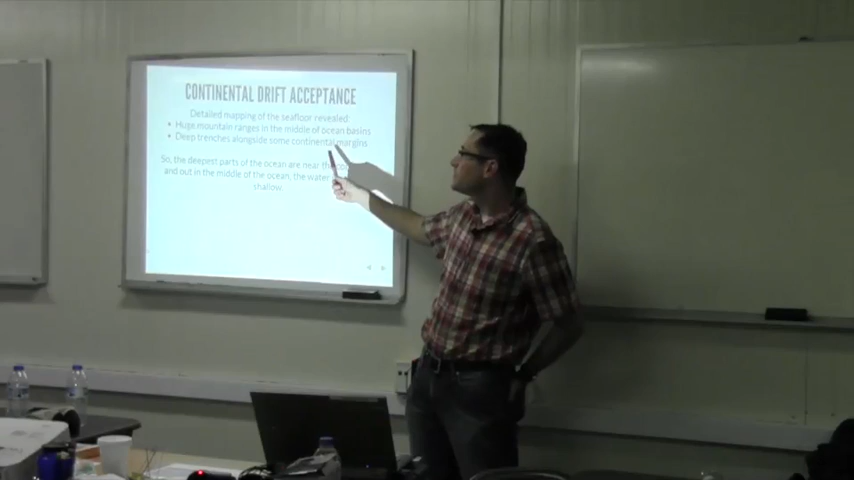 CONTINENTAL DRIFT ACCEPTANCE
Detailed mapping of the seafloor revealed:
• Huge mountain ranges in the middle of ocean basins
• Deep trenches alongside some continental margins
So, the deepest parts of the ocean are near the
and out in the middle of the ocean, the water
shallow.